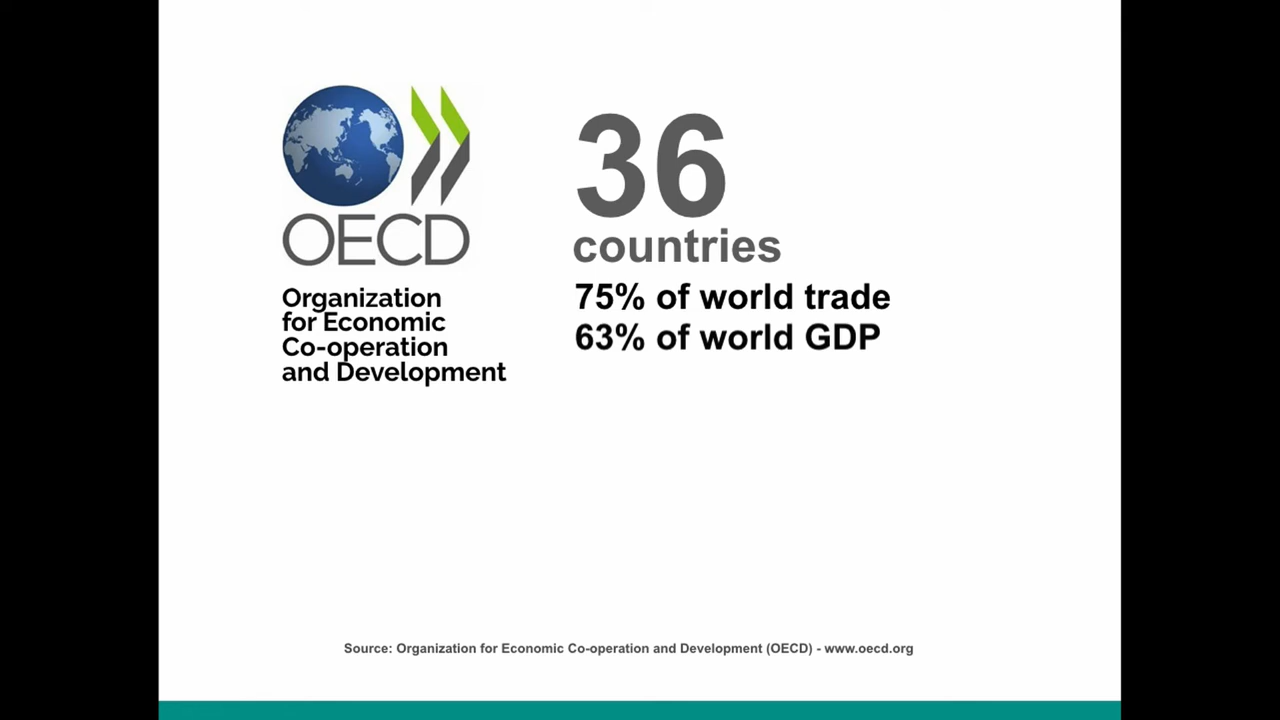 OECD
Organization
for Economic
Co-operation
and Development
36
countries
75% of world trade
63% of world GDP
Source: Organization for Economic Co-operation and Development (OECD) - www.oecd.org